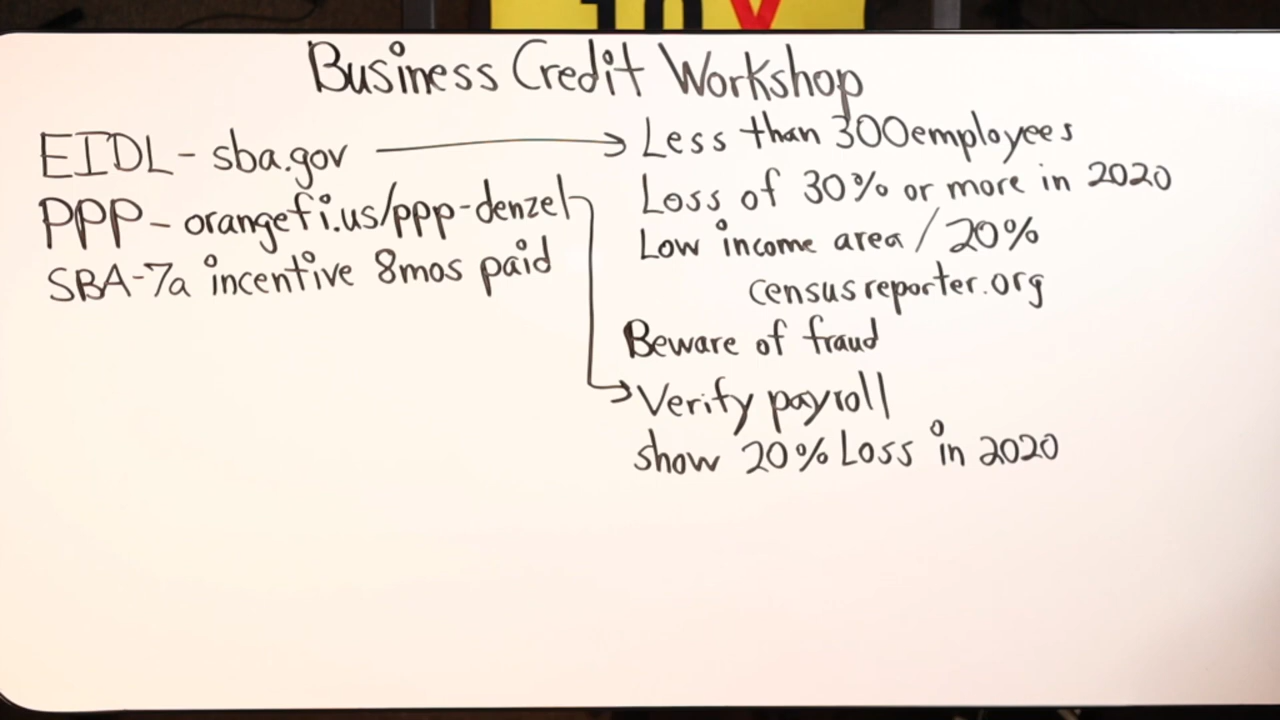 Business Credit Workshop
EIDL - sba.gov
PPP - orangefi.us/ppp-denzel
SBA-7a incentive 8mos paid
Less than 300employees
Loss of 30% or more in 2020
Low income area / 20%
censusreporter.org
Beware of fraud
Verify payroll
show 20% Loss in 2020